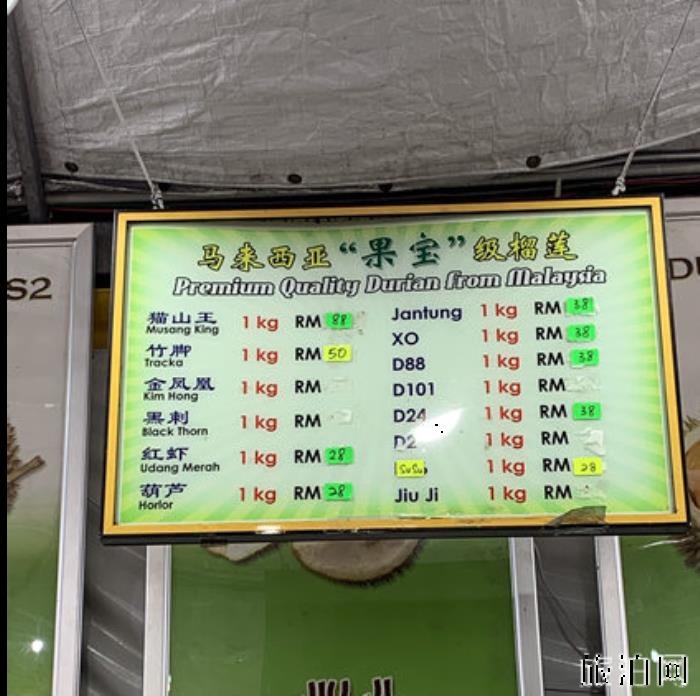 S2
马来西亚“果宝”级榴莲
Premium Quality Durian from Malaysia
猫山王 1 kg RM 88
Musang King
竹脚 1 kg RM 50
Tracka
金凤凰 1 kg RM
Kim Hong
黑刺 1 kg RM
Black Thorn
红虾 1 kg RM 28
Udang Merah
葫芦 1 kg RM 28
Horlor
Jantung 1 kg RM 38
XO 1 kg RM 38
D88 1 kg RM 38
D101 1 kg RM
D24 1 kg RM 38
D2 1 kg RM
SuSu 1 kg RM 28
Jiu Ji 1 kg RM
旅泊网